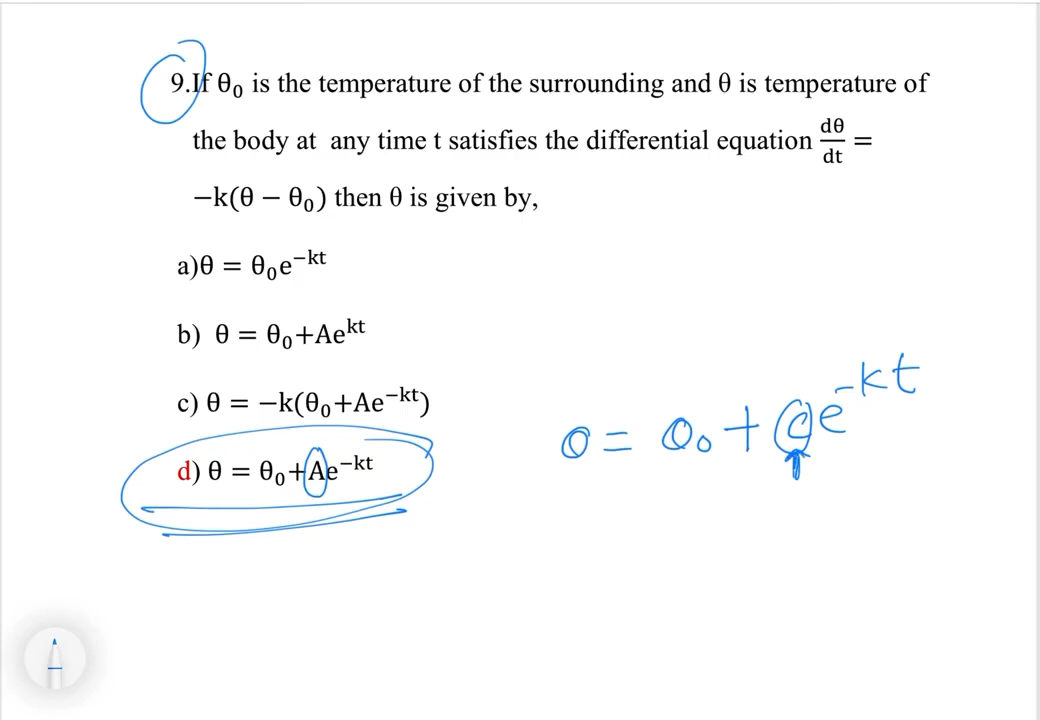 9.If θ₀ is the temperature of the surrounding and θ is temperature of
the body at any time t satisfies the differential equation dθ/dt =
−k(θ − θ₀) then θ is given by,
a)θ = θ₀e^−kt
b) θ = θ₀+Ae^kt
c) θ = −k(θ₀+Ae^−kt)
d) θ = θ₀+Ae^−kt
θ = θ₀ + ce^−kt